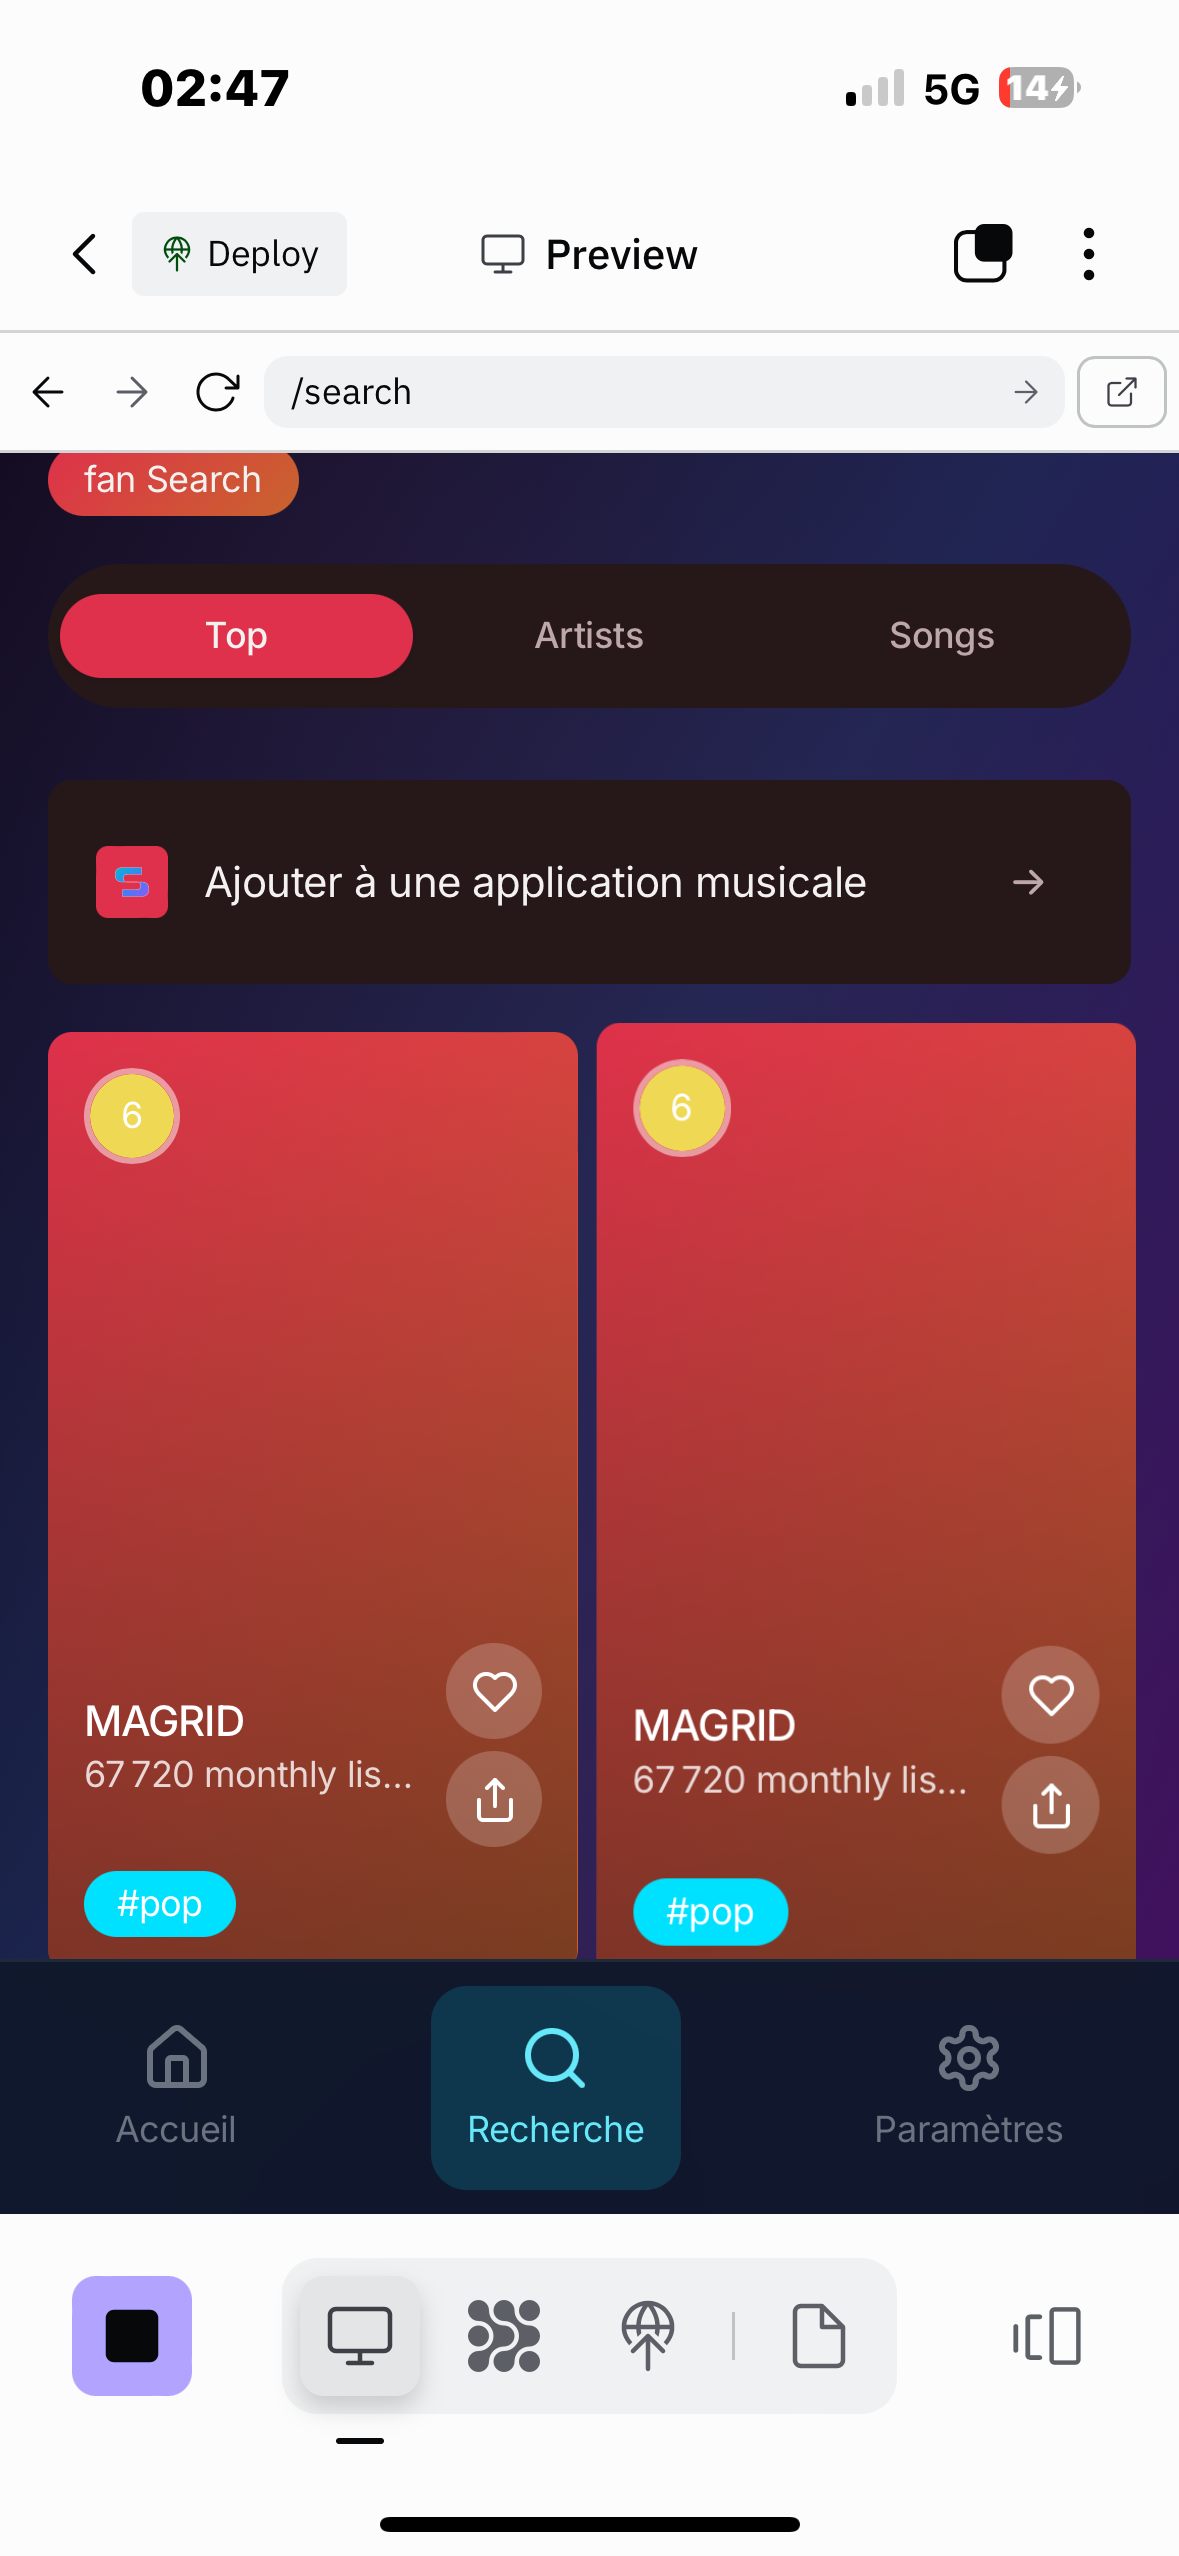 02:47
5G
14
Deploy
Preview
/search
fan Search
Top
Artists
Songs
Ajouter à une application musicale
6
6
MAGRID
67 720 monthly lis...
#pop
MAGRID
67 720 monthly lis...
#pop
Accueil
Recherche
Paramètres